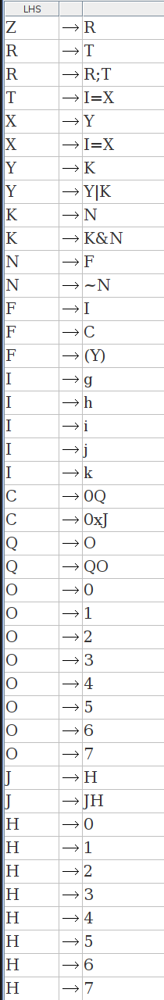 LHS
Z → R
R → T
R → R;T
T → I=X
X → Y
X → I=X
Y → K
Y → Y|K
K → N
K → K&N
N → F
N → ~N
F → I
F → C
F → (Y)
I → g
I → h
I → i
I → j
I → k
C → 0Q
C → 0xJ
Q → O
Q → QO
O → 0
O → 1
O → 2
O → 3
O → 4
O → 5
O → 6
O → 7
J → H
J → JH
H → 0
H → 1
H → 2
H → 3
H → 4
H → 5
H → 6
H → 7